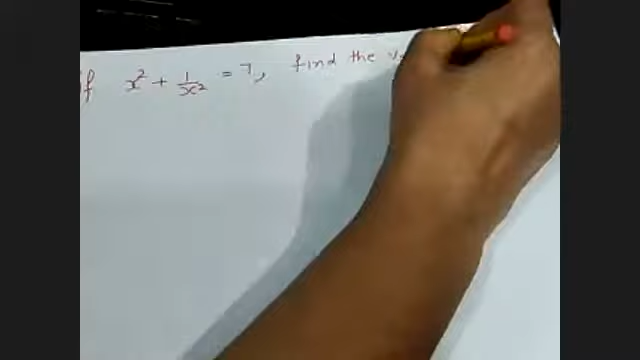 if x² + 1/x² = 7, find the